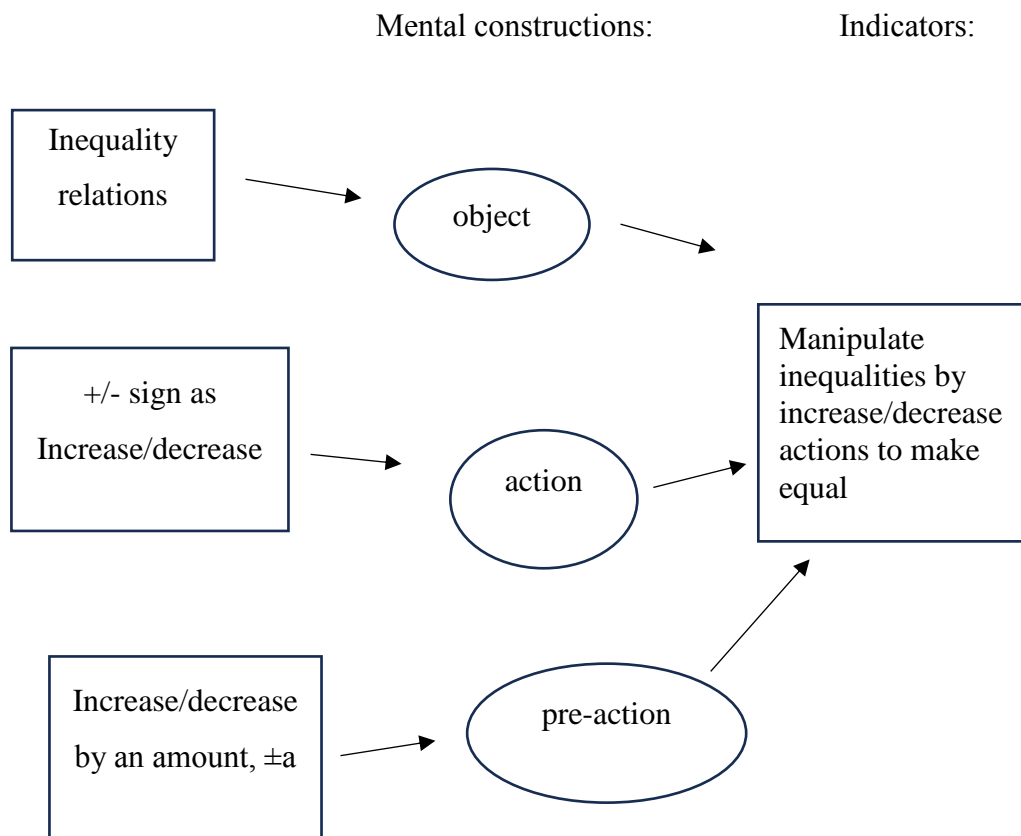 Mental constructions:
Indicators:
Inequality
relations
object
+/- sign as
Increase/decrease
action
Manipulate
inequalities by
increase/decrease
actions to make
equal
Increase/decrease
by an amount, ±a
pre-action